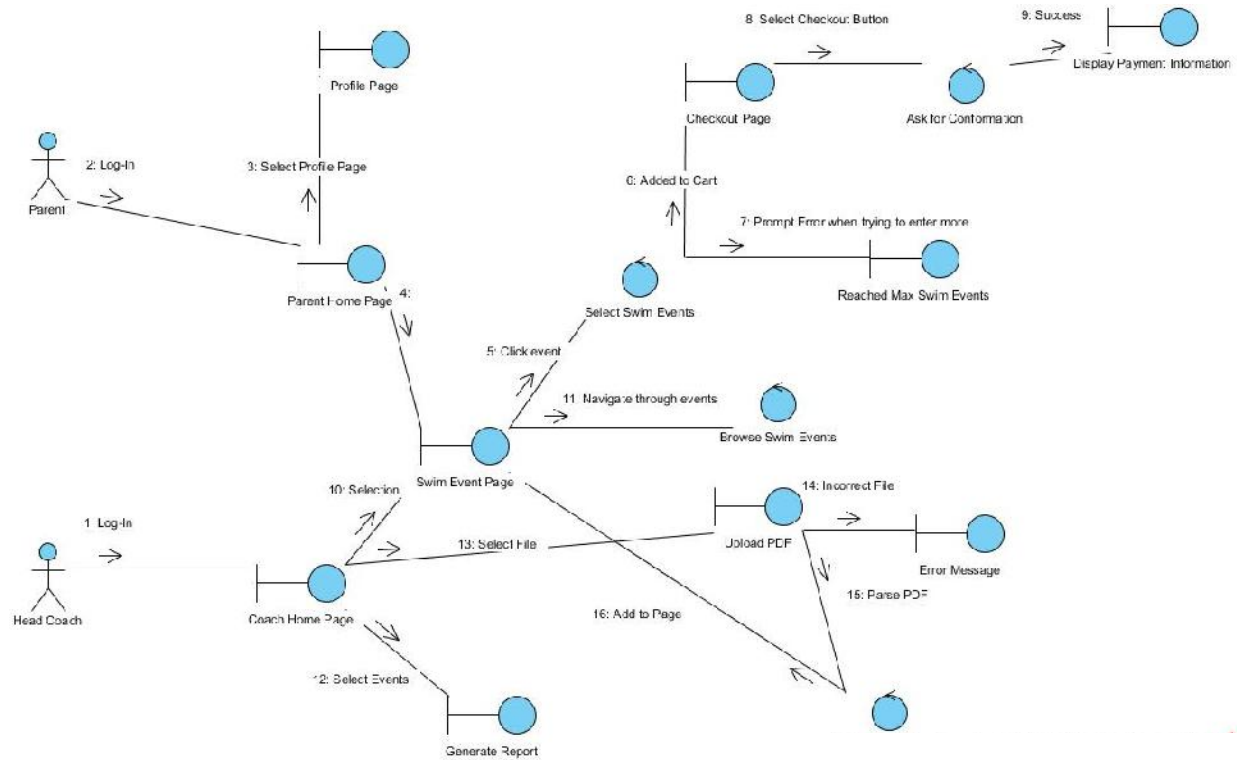 8: Select Checkout Button
9: Success
Display Payment Information
Profile Page
Checkout Page
Ask for Conformation
2: Log-In
3: Select Profile Page
6: Added to Cart
Parent
7: Prompt Error when trying to enter more
Parent Home Page
4:
Reached Max Swim Events
Select Swim Events
5: Click event
11: Navigate through events
Browse Swim Events
Swim Event Page
10: Selection
14: Incorrect File
1: Log-In
13: Select File
Upload PDF
Error Message
15: Parse PDF
Head Coach
Coach Home Page
16: Add to Page
12: Select Events
Generate Report